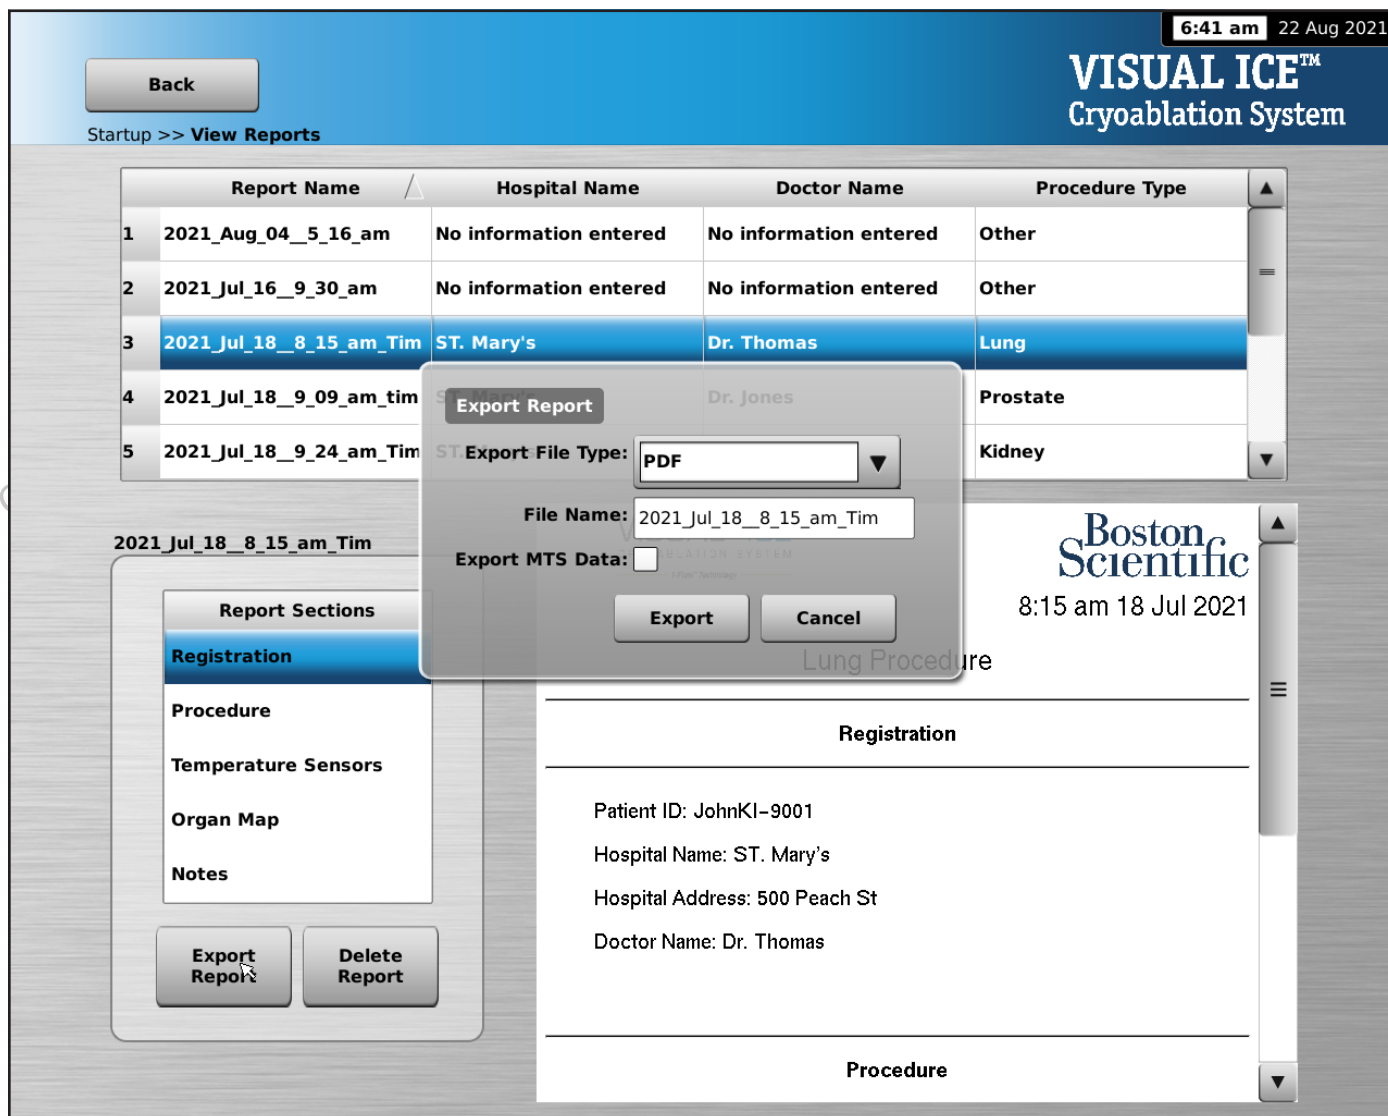 6:41 am 22 Aug 2021
VISUAL ICE™
Cryoablation System
Back
Startup >> View Reports
Report Name Hospital Name Doctor Name Procedure Type
1 2021_Aug_04__5_16_am No information entered No information entered Other
2 2021_Jul_16__9_30_am No information entered No information entered Other
3 2021_Jul_18__8_15_am_Tim ST. Mary's Dr. Thomas Lung
4 2021_Jul_18__9_09_am_tim ST. Mary's Dr. Jones Prostate
5 2021_Jul_18__9_24_am_Tim ST. Kidney
Export Report
Export File Type: PDF
File Name: 2021_Jul_18__8_15_am_Tim
Export MTS Data:
Export Cancel
2021_Jul_18__8_15_am_Tim
Report Sections
Registration
Procedure
Temperature Sensors
Organ Map
Notes
Export Report
Delete Report
Boston
Scientific
8:15 am 18 Jul 2021
Lung Procedure
Registration
Patient ID: JohnKI-9001
Hospital Name: ST. Mary's
Hospital Address: 500 Peach St
Doctor Name: Dr. Thomas
Procedure